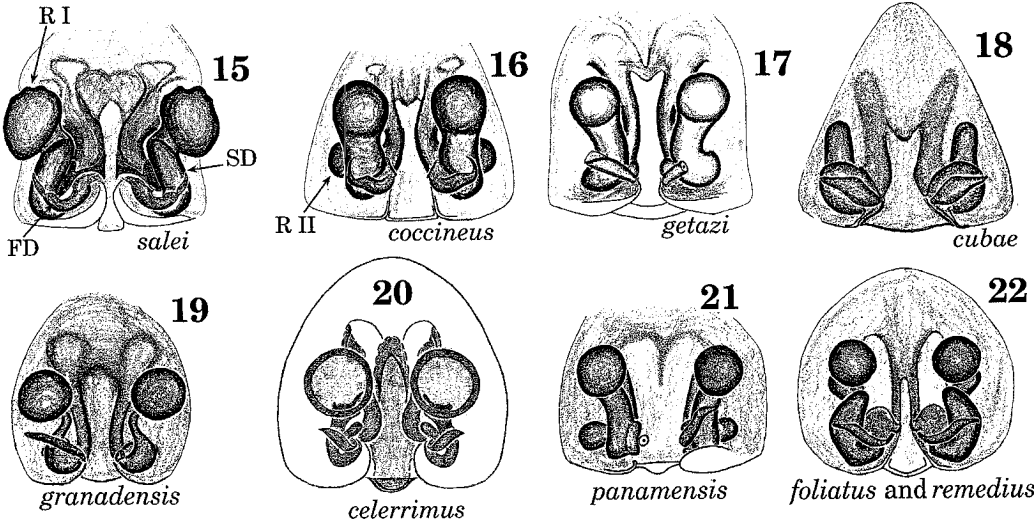 R I
15
SD
FD
salei
16
R II
coccineus
17
getazi
18
cubae
19
granadensis
20
celerrimus
21
panamensis
22
foliatus and remedius